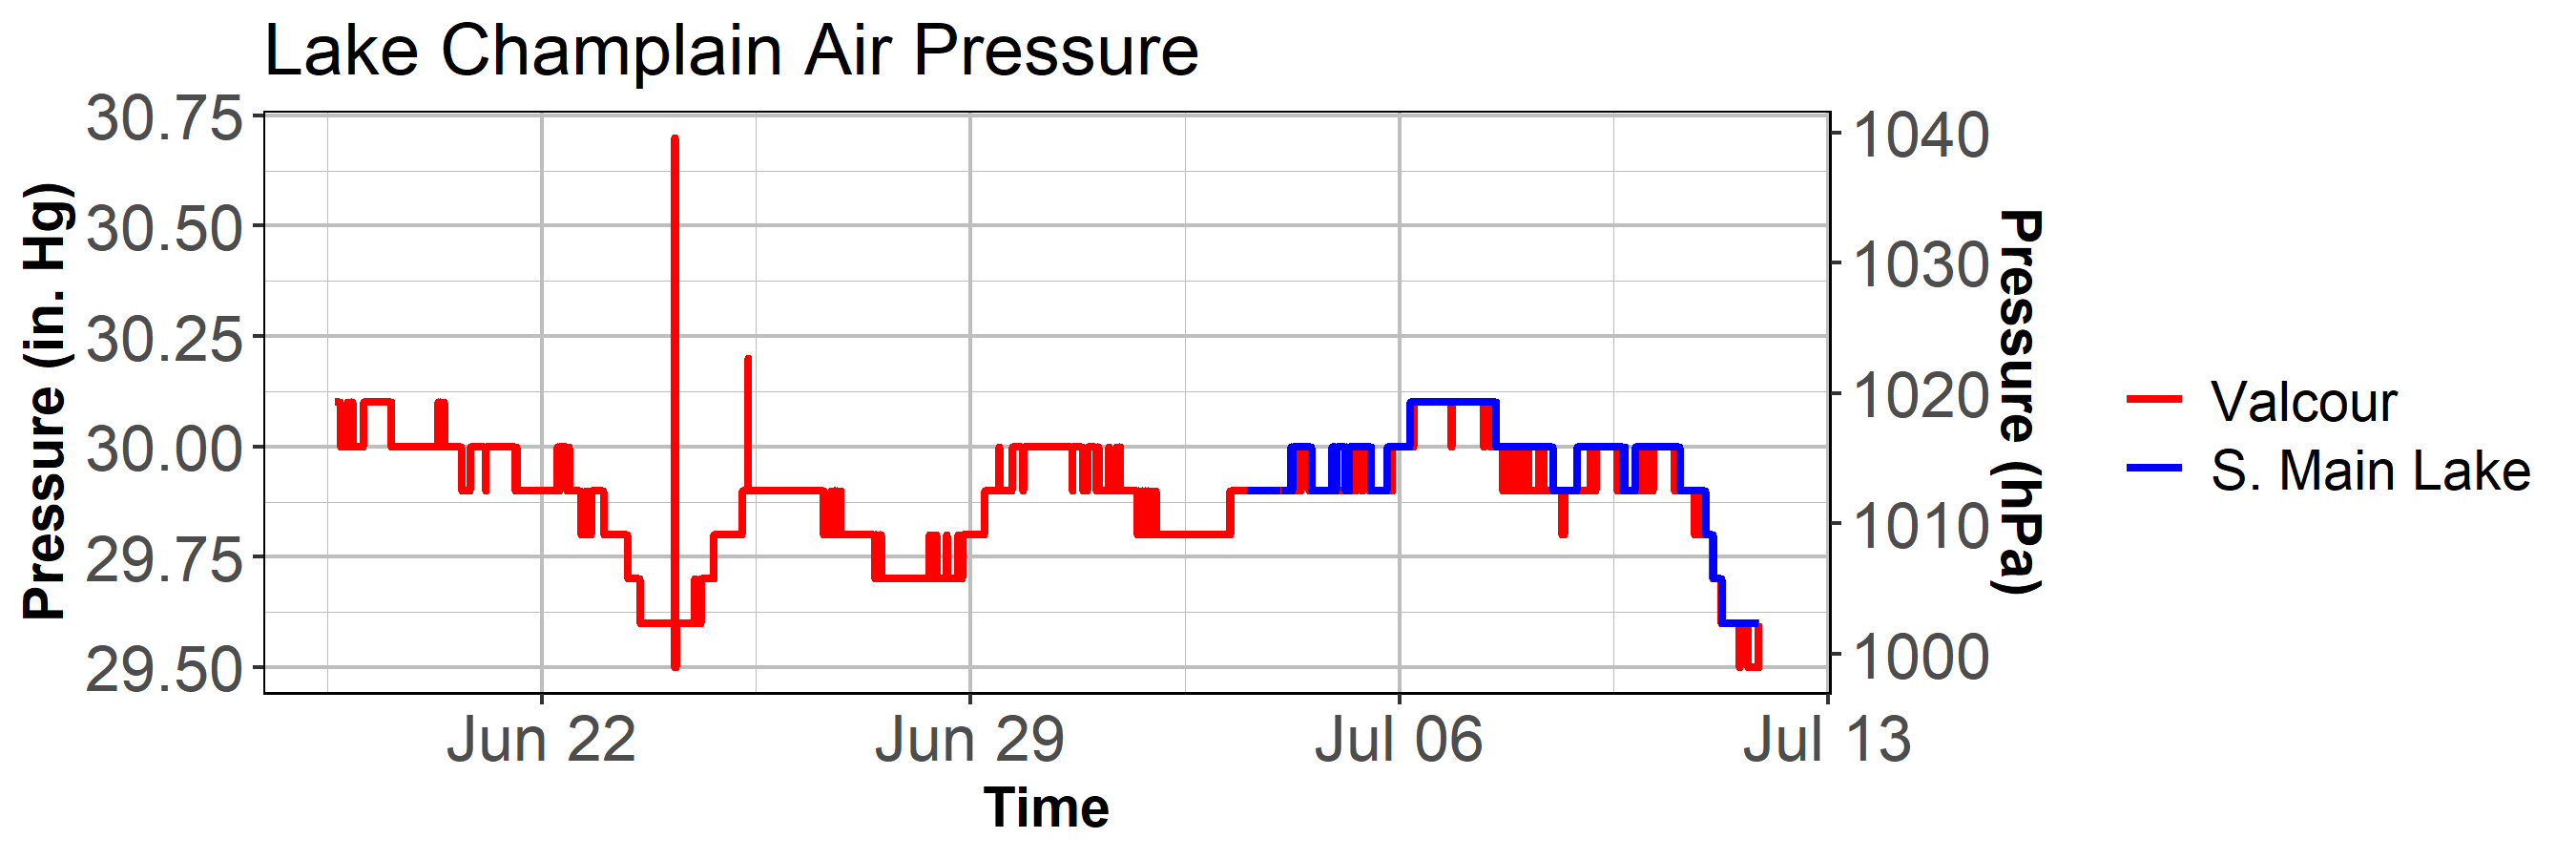 Lake Champlain Air Pressure
Pressure (in. Hg)
30.75
30.50
30.25
30.00
29.75
29.50
1040
1030
1020
1010
1000
Pressure (hPa)
Jun 22
Jun 29
Jul 06
Jul 13
Time
Valcour
S. Main Lake